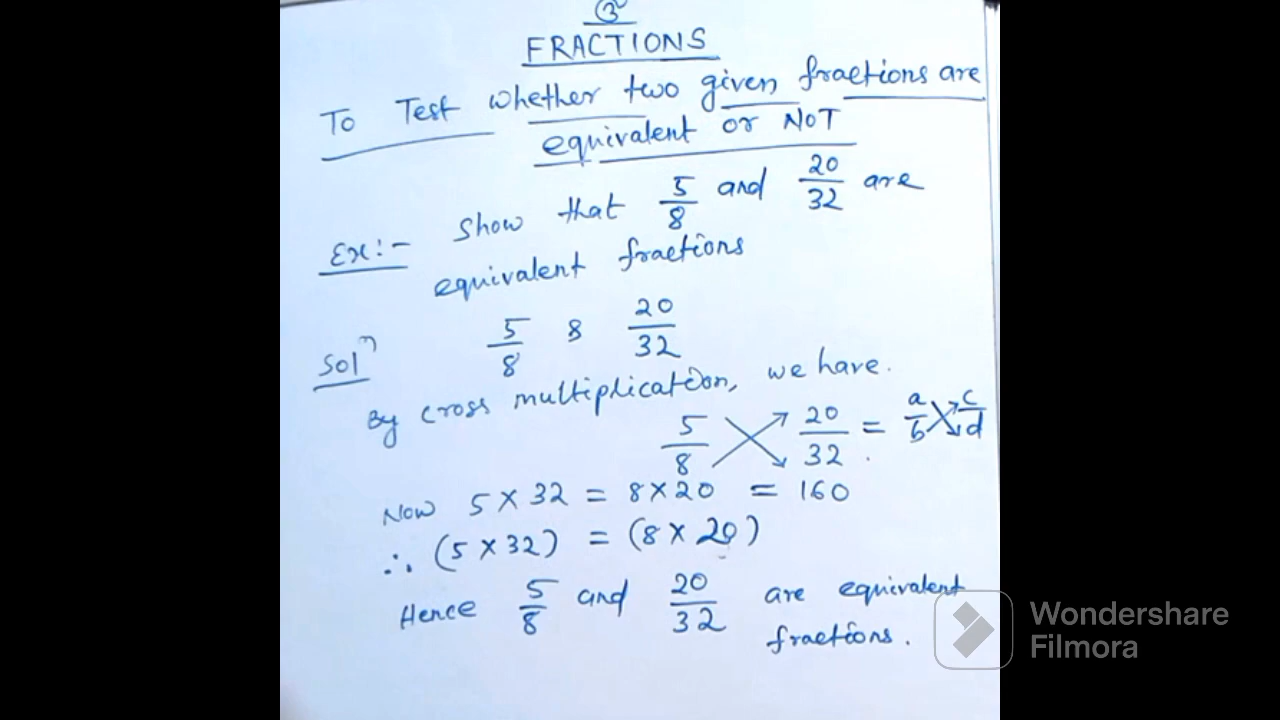 3
FRACTIONS
To Test whether two given fractions are
equivalent or NOT
Ex:- Show that 5/8 and 20/32 are
equivalent fractions
Solⁿ 5/8 & 20/32
By cross multiplication, we have.
5/8 20/32 = a/b c/d
Now 5 × 32 = 8 × 20 = 160
∴ (5 × 32) = (8 × 20)
Hence 5/8 and 20/32 are equivalent
fractions.
Wondershare
Filmora